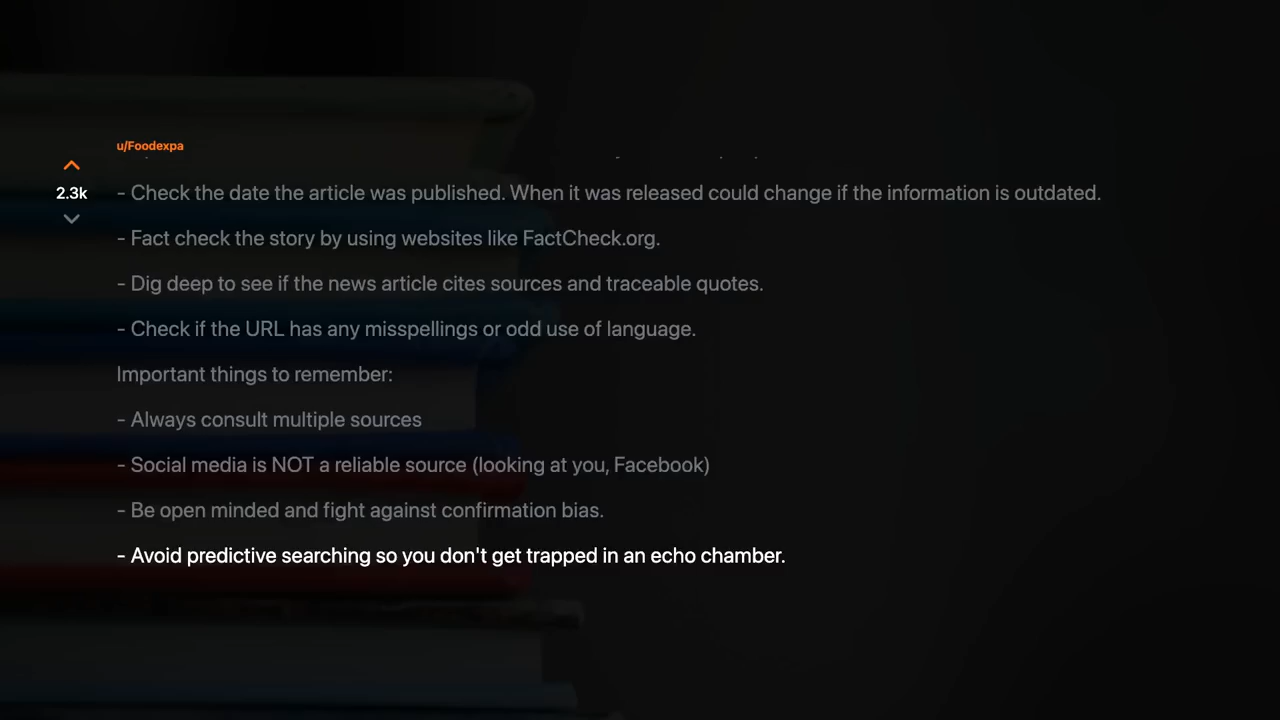 u/Foodexpa
2.3k
- Check the date the article was published. When it was released could change if the information is outdated.
- Fact check the story by using websites like FactCheck.org.
- Dig deep to see if the news article cites sources and traceable quotes.
- Check if the URL has any misspellings or odd use of language.
Important things to remember:
- Always consult multiple sources
- Social media is NOT a reliable source (looking at you, Facebook)
- Be open minded and fight against confirmation bias.
- Avoid predictive searching so you don't get trapped in an echo chamber.